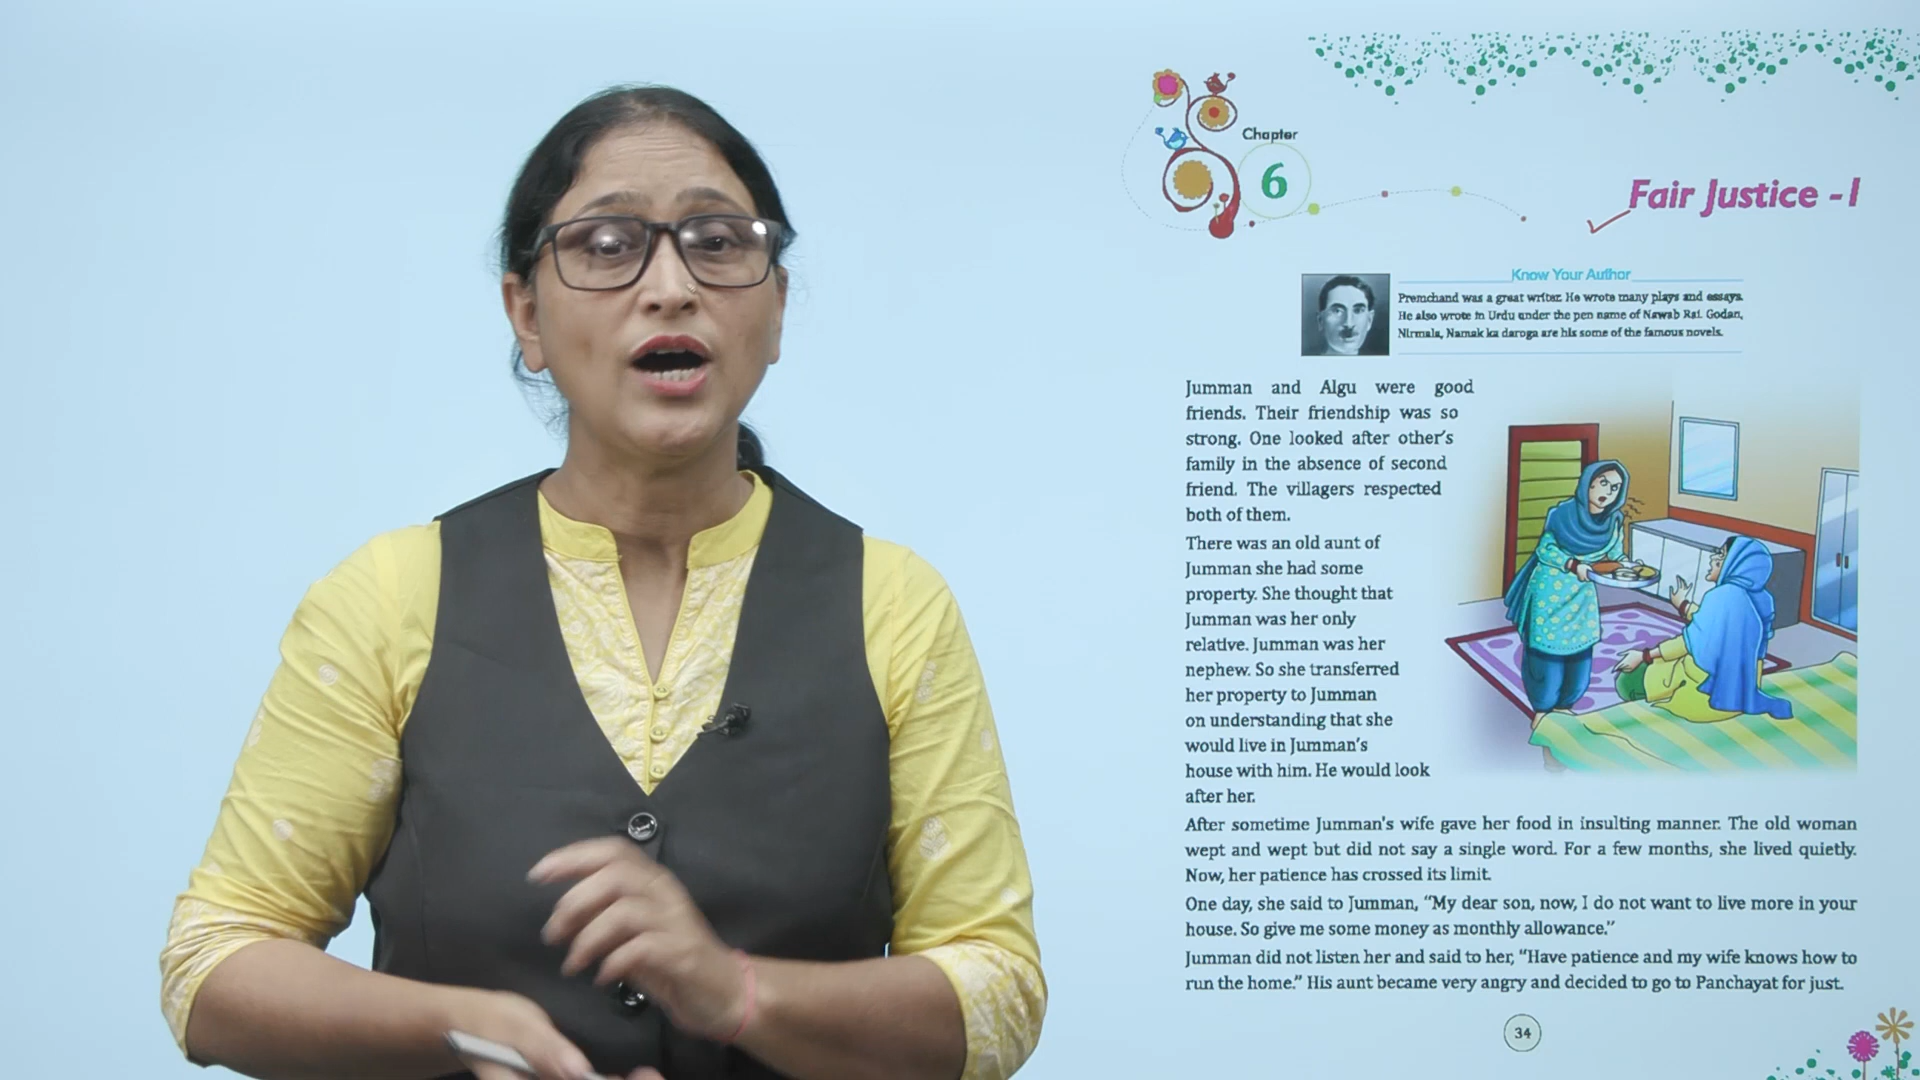 Chapter
6
Fair Justice -I
Know Your Author
Premchand was a great writer. He wrote many plays and essays.
He also wrote in Urdu under the pen name of Nawab Rai. Godan,
Nirmala, Namak ka daroga are his some of the famous novels.
Jumman and Algu were good
friends. Their friendship was so
strong. One looked after other's
family in the absence of second
friend. The villagers respected
both of them.
There was an old aunt of
Jumman she had some
property. She thought that
Jumman was her only
relative. Jumman was her
nephew. So she transferred
her property to Jumman
on understanding that she
would live in Jumman's
house with him. He would look
after her.
After sometime Jumman's wife gave her food in insulting manner. The old woman
wept and wept but did not say a single word. For a few months, she lived quietly.
Now, her patience has crossed its limit.
One day, she said to Jumman, "My dear son, now, I do not want to live more in your
house. So give me some money as monthly allowance."
Jumman did not listen her and said to her, "Have patience and my wife knows how to
run the home." His aunt became very angry and decided to go to Panchayat for just.
34